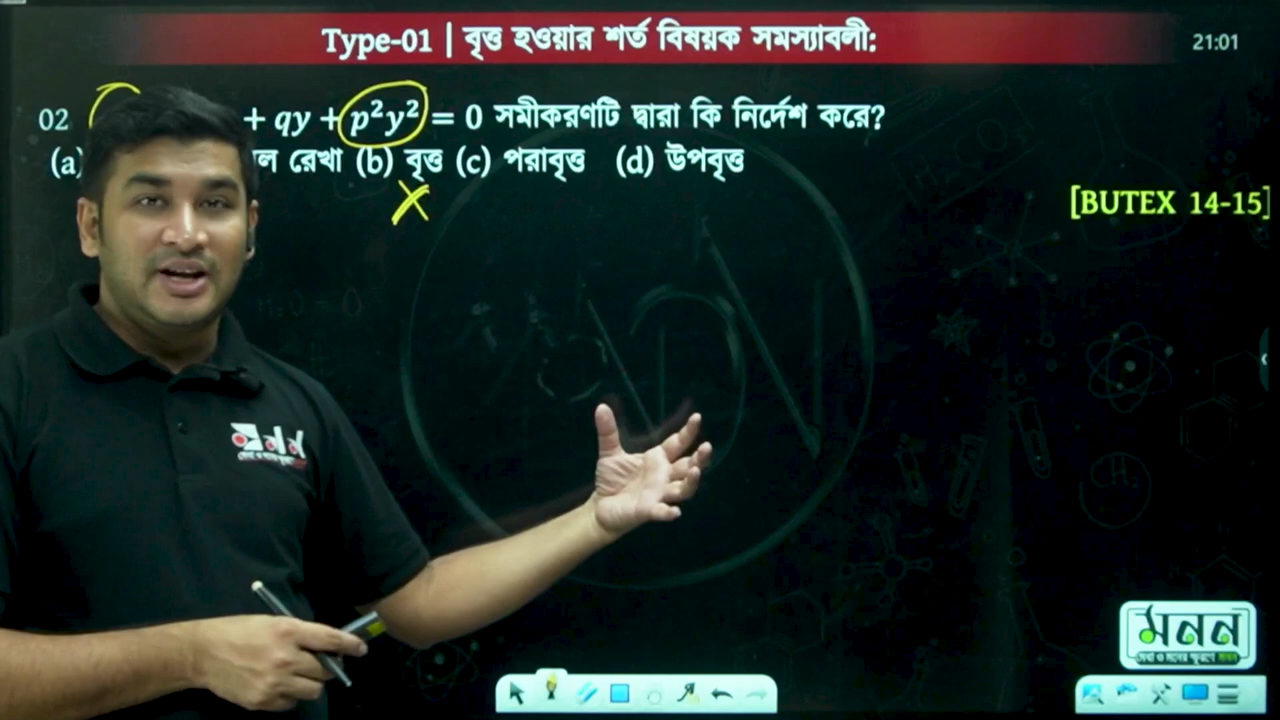 Type-01 | বৃত্ত হওয়ার শর্ত বিষয়ক সমস্যাবলী:
21:01
02 + qy + p²y² = 0 সমীকরণটি দ্বারা কি নির্দেশ করে?
(a) রেখা (b) বৃত্ত (c) পরাবৃত্ত (d) উপবৃত্ত
[BUTEX 14-15]
CH₂
মনন